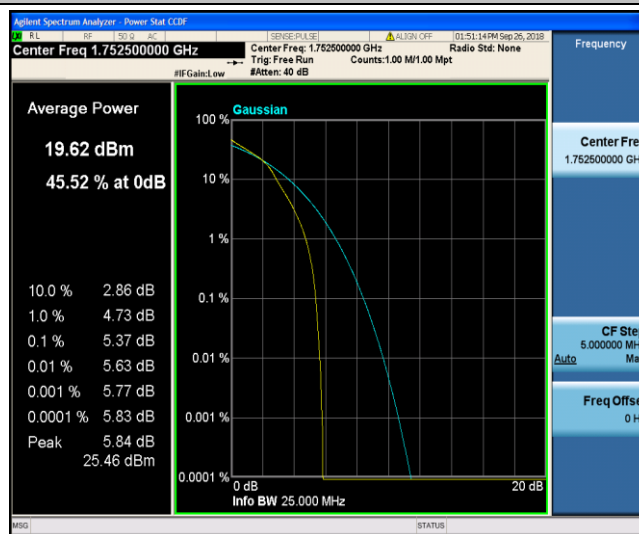 Agilent Spectrum Analyzer - Power Stat CCDF
RL RF 50 Ω AC SENSE:PULSE ALIGN OFF 01:51:14 PM Sep 26, 2018
Center Freq 1.752500000 GHz
Center Freq: 1.752500000 GHz Radio Std: None
Trig: Free Run Counts:1.00 M/1.00 Mpt
#IFGain:Low #Atten: 40 dB
Frequency
Average Power
19.62 dBm
45.52 % at 0dB
10.0 % 2.86 dB
1.0 % 4.73 dB
0.1 % 5.37 dB
0.01 % 5.63 dB
0.001 % 5.77 dB
0.0001 % 5.83 dB
Peak 5.84 dB
25.46 dBm
Gaussian
100 %
10 %
1 %
0.1 %
0.01 %
0.001 %
0.0001 %
0 dB 20 dB
Info BW 25.000 MHz
Center Fre
1.752500000 GH
CF Ste
5.000000 MH
Auto Ma
Freq Offse
0 H
MSG STATUS